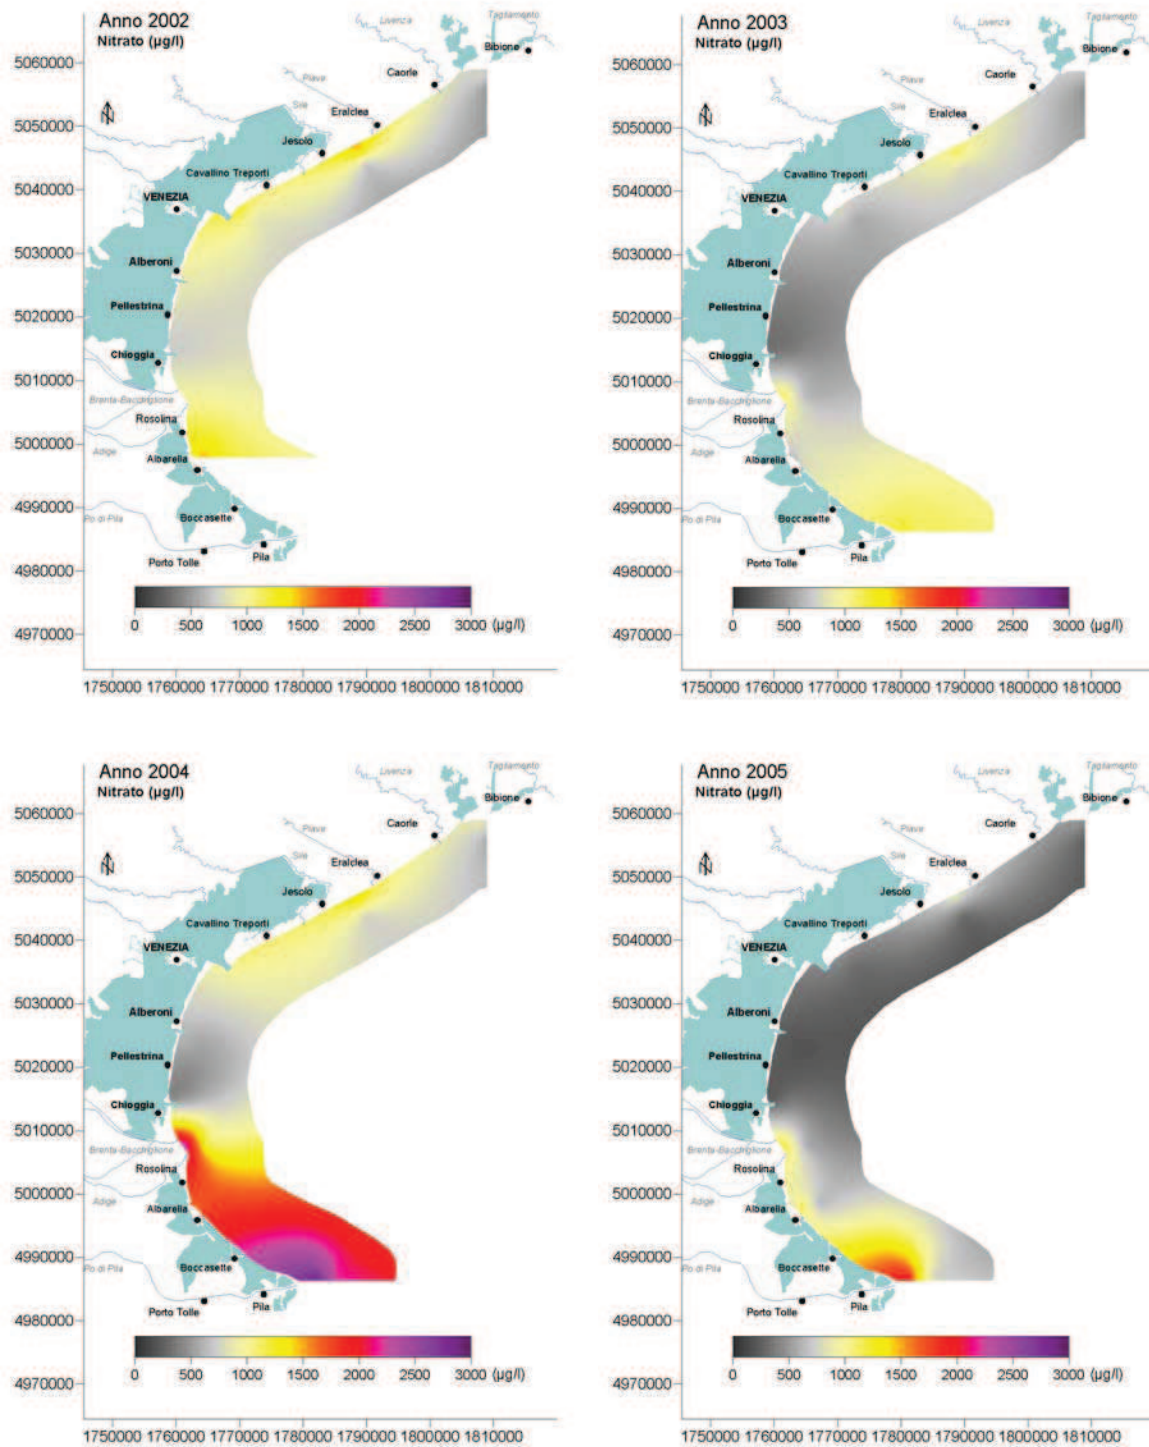 Anno 2002
Nitrato (µg/l)
Livenza
Tagliamento
Bibione
5060000
Caorle
Piave
Eraclea
5050000
Sile
Jesolo
Cavallino Treporti
5040000
VENEZIA
5030000
Alberoni
5020000
Pellestrina
Chioggia
5010000
Brenta-Bacchiglione
Rosolina
5000000
Adige
Albarella
4990000
Po di Pila
Boccasette
4980000
Porto Tolle
Pila
0 500 1000 1500 2000 2500 3000 (µg/l)
4970000
1750000 1760000 1770000 1780000 1790000 1800000 1810000
Anno 2003
Nitrato (µg/l)
Livenza
Tagliamento
Bibione
5060000
Caorle
Piave
Eraclea
5050000
Sile
Jesolo
Cavallino Treporti
5040000
VENEZIA
5030000
Alberoni
5020000
Pellestrina
Chioggia
5010000
Brenta-Bacchiglione
Rosolina
5000000
Adige
Albarella
4990000
Po di Pila
Boccasette
4980000
Porto Tolle
Pila
0 500 1000 1500 2000 2500 3000 (µg/l)
4970000
1750000 1760000 1770000 1780000 1790000 1800000 1810000
Anno 2004
Nitrato (µg/l)
Livenza
Tagliamento
Bibione
5060000
Caorle
Piave
Eraclea
5050000
Sile
Jesolo
Cavallino Treporti
5040000
VENEZIA
5030000
Alberoni
5020000
Pellestrina
Chioggia
5010000
Brenta-Bacchiglione
Rosolina
5000000
Adige
Albarella
4990000
Po di Pila
Boccasette
4980000
Porto Tolle
Pila
0 500 1000 1500 2000 2500 3000 (µg/l)
4970000
1750000 1760000 1770000 1780000 1790000 1800000 1810000
Anno 2005
Nitrato (µg/l)
Livenza
Tagliamento
Bibione
5060000
Caorle
Piave
Eraclea
5050000
Sile
Jesolo
Cavallino Treporti
5040000
VENEZIA
5030000
Alberoni
5020000
Pellestrina
Chioggia
5010000
Brenta-Bacchiglione
Rosolina
5000000
Adige
Albarella
4990000
Po di Pila
Boccasette
4980000
Porto Tolle
Pila
0 500 1000 1500 2000 2500 3000 (µg/l)
4970000
1750000 1760000 1770000 1780000 1790000 1800000 1810000